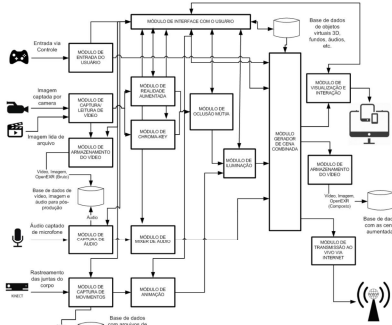 MÓDULO DE INTERFACE COM O USUÁRIO
Base de dados
de objetos
virtuais 3D,
fundos, áudios,
etc.
Entrada via
Controle
MÓDULO DE
ENTRADA DO
USUÁRIO
Imagem
captada por
camera
MÓDULO DE
CAPTURA/
LEITURA DE
VÍDEO
MÓDULO DE
REALIDADE
AUMENTADA
MÓDULO DE
CHROMA-KEY
MÓDULO DE
OCLUSÃO MUTUA
MÓDULO DE
VISUALIZAÇÃO E
INTERAÇÃO
Imagem lida de
arquivo
MÓDULO DE
ARMAZENAMENTO
DO VÍDEO
Vídeo, Imagem,
OpenEXR (Bruto)
MÓDULO DE
ILUMINAÇÃO
MÓDULO
GERADOR
DE CENA
COMBINADA
MÓDULO DE
ARMAZENAMENTO
DO VÍDEO
Vídeo, Imagem,
OpenEXR
(Composto)
Base de dados de
vídeo, imagem e
áudio para pós-
produção
Áudio
Base de dad
com as cena
aumentada
Áudio captado
de microfone
MÓDULO DE
CAPTURA DE
ÁUDIO
MÓDULO DE
MIXER DE ÁUDIO
MÓDULO DE
TRANSMISSÃO AO
VIVO VIA
INTERNET
Rastreamento
das juntas do
corpo
KINECT
MÓDULO DE
CAPTURA DE
MOVIMENTOS
MÓDULO DE
ANIMAÇÃO
Base de dados
com arquivos de